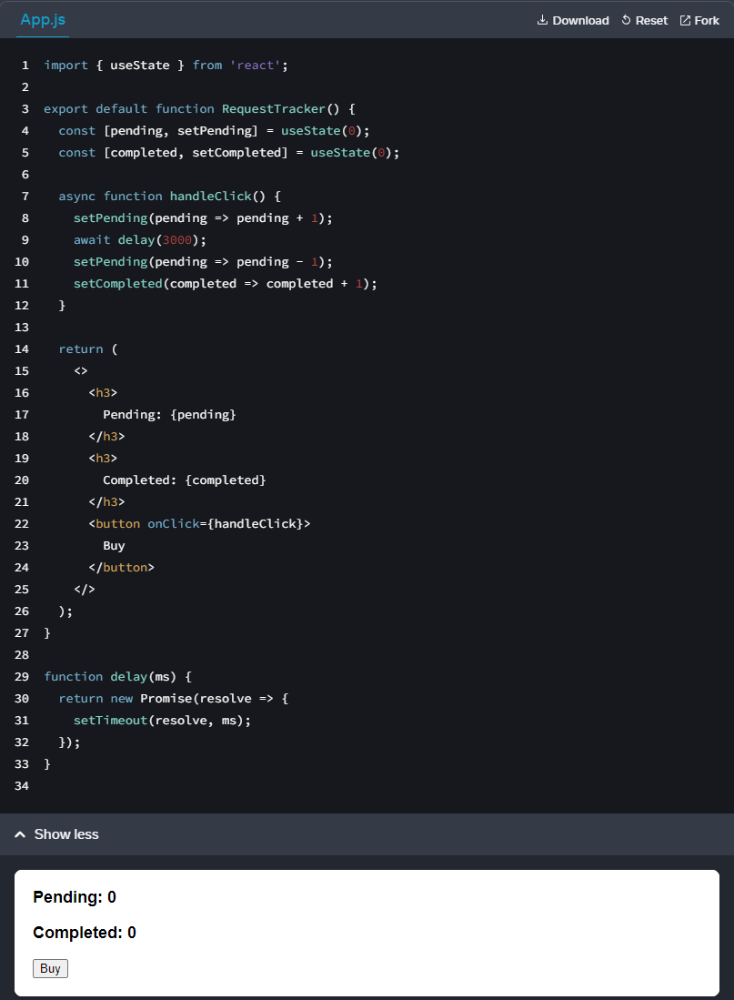 App.js
Download Reset Fork
1 import { useState } from 'react';
2
3 export default function RequestTracker() {
4   const [pending, setPending] = useState(0);
5   const [completed, setCompleted] = useState(0);
6
7   async function handleClick() {
8     setPending(pending => pending + 1);
9     await delay(3000);
10     setPending(pending => pending - 1);
11     setCompleted(completed => completed + 1);
12   }
13
14   return (
15     <>
16       <h3>
17         Pending: {pending}
18       </h3>
19       <h3>
20         Completed: {completed}
21       </h3>
22       <button onClick={handleClick}>
23         Buy
24       </button>
25     </>
26   );
27 }
28
29 function delay(ms) {
30   return new Promise(resolve => {
31     setTimeout(resolve, ms);
32   });
33 }
34
Show less
Pending: 0
Completed: 0
Buy